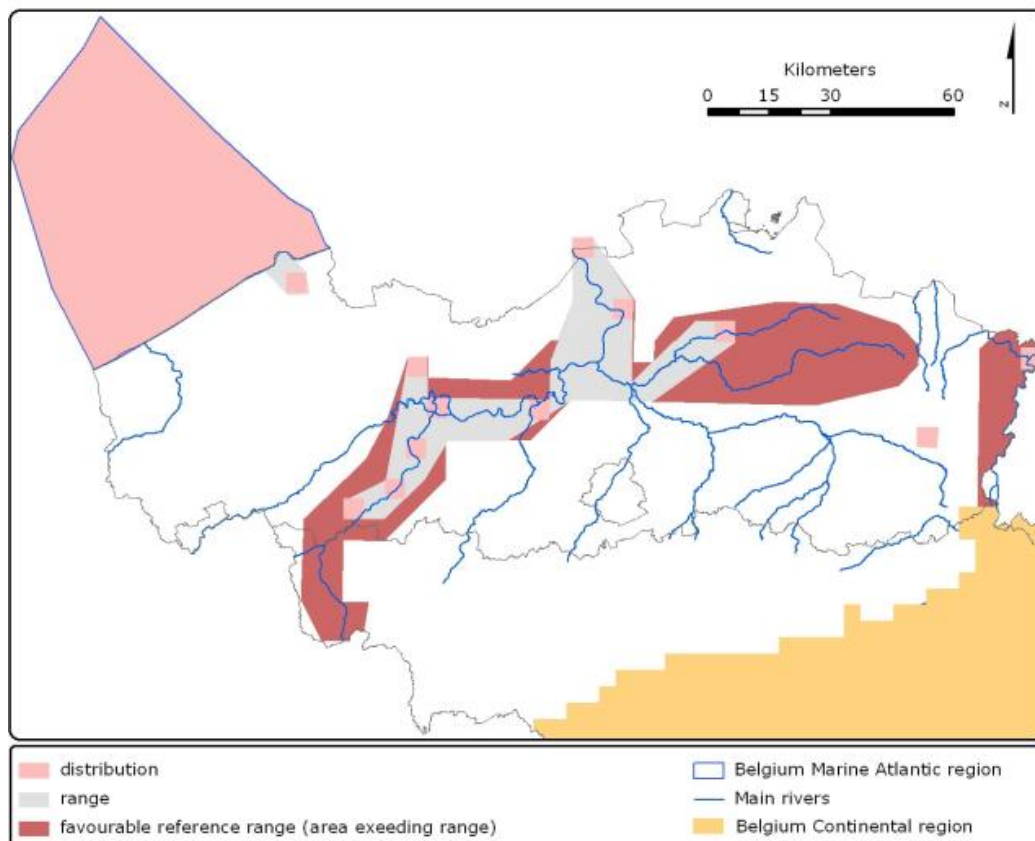 Kilometers
0 15 30 60
z
distribution
range
favourable reference range (area exeeding range)
Belgium Marine Atlantic region
Main rivers
Belgium Continental region